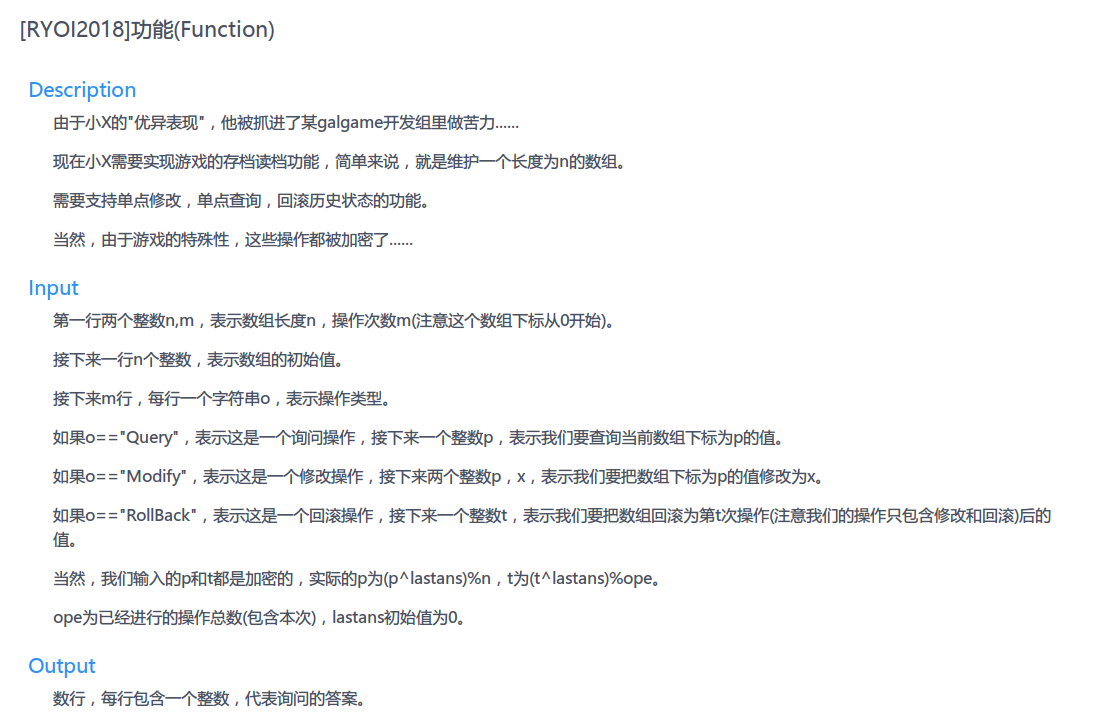 [RYOI2018]功能(Function)
Description
由于小X的"优异表现"，他被抓进了某galgame开发组里做苦力......
现在小X需要实现游戏的存档读档功能，简单来说，就是维护一个长度为n的数组。
需要支持单点修改，单点查询，回滚历史状态的功能。
当然，由于游戏的特殊性，这些操作都被加密了......
Input
第一行两个整数n,m，表示数组长度n，操作次数m(注意这个数组下标从0开始)。
接下来一行n个整数，表示数组的初始值。
接下来m行，每行一个字符串o，表示操作类型。
如果o=="Query"，表示这是一个询问操作，接下来一个整数p，表示我们要查询当前数组下标为p的值。
如果o=="Modify"，表示这是一个修改操作，接下来两个整数p，x，表示我们要把数组下标为p的值修改为x。
如果o=="RollBack"，表示这是一个回滚操作，接下来一个整数t，表示我们要把数组回滚为第t次操作(注意我们的操作只包含修改和回滚)后的
值。
当然，我们输入的p和t都是加密的，实际的p为(p^lastans)%n，t为(t^lastans)%ope。
ope为已经进行的操作总数(包含本次)，lastans初始值为0。
Output
数行，每行包含一个整数，代表询问的答案。